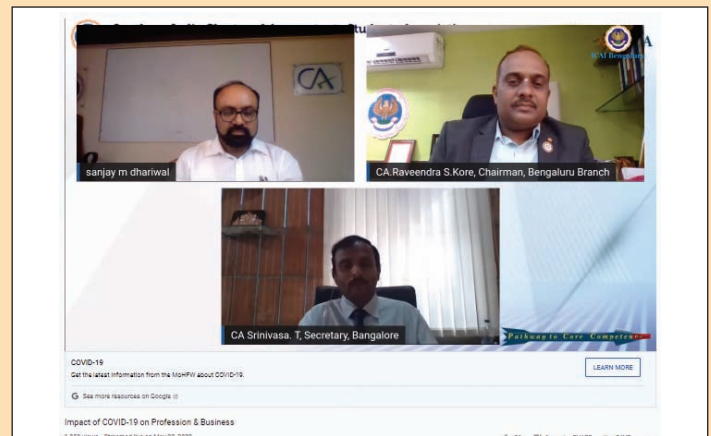 CA
ICAI Bengaluru
A
sanjay m dhariwal
CA.Raveendra S.Kore, Chairman, Bengaluru Branch
CA Srinivasa. T, Secretary, Bangalore
Pathway to Core Competence
COVID-19
Get the latest information from the MoHFW about COVID-19.
LEARN MORE
G See more resources on Google
Impact of COVID-19 on Profession & Business